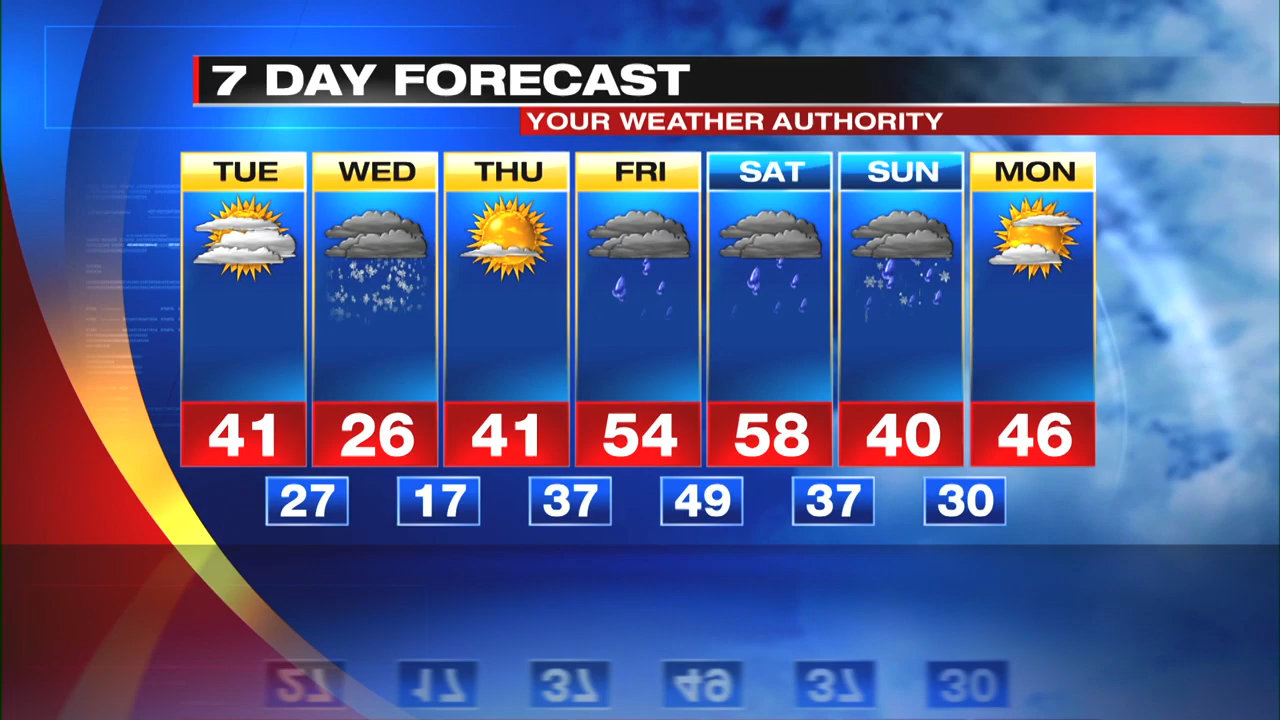 7 DAY FORECAST
YOUR WEATHER AUTHORITY
TUE WED THU FRI SAT SUN MON
41 26 41 54 58 40 46
27 17 37 49 37 30